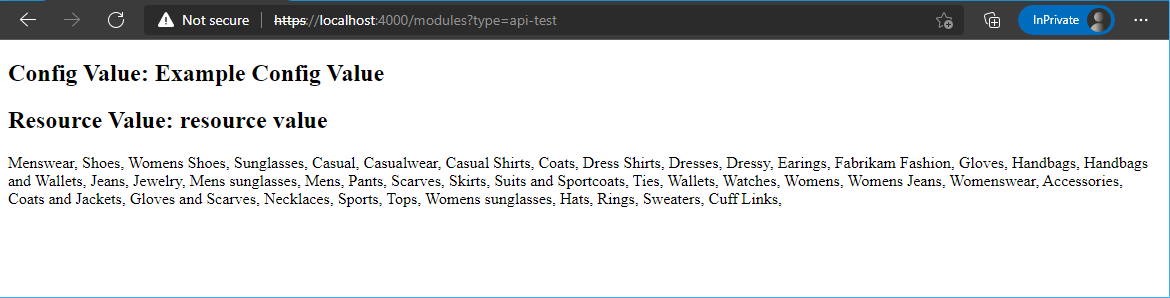 Not secure | https://localhost:4000/modules?type=api-test InPrivate
Config Value: Example Config Value
Resource Value: resource value
Menswear, Shoes, Womens Shoes, Sunglasses, Casual, Casualwear, Casual Shirts, Coats, Dress Shirts, Dresses, Dressy, Earings, Fabrikam Fashion, Gloves, Handbags, Handbags
and Wallets, Jeans, Jewelry, Mens sunglasses, Mens, Pants, Scarves, Skirts, Suits and Sportcoats, Ties, Wallets, Watches, Womens, Womens Jeans, Womenswear, Accessories,
Coats and Jackets, Gloves and Scarves, Necklaces, Sports, Tops, Womens sunglasses, Hats, Rings, Sweaters, Cuff Links,